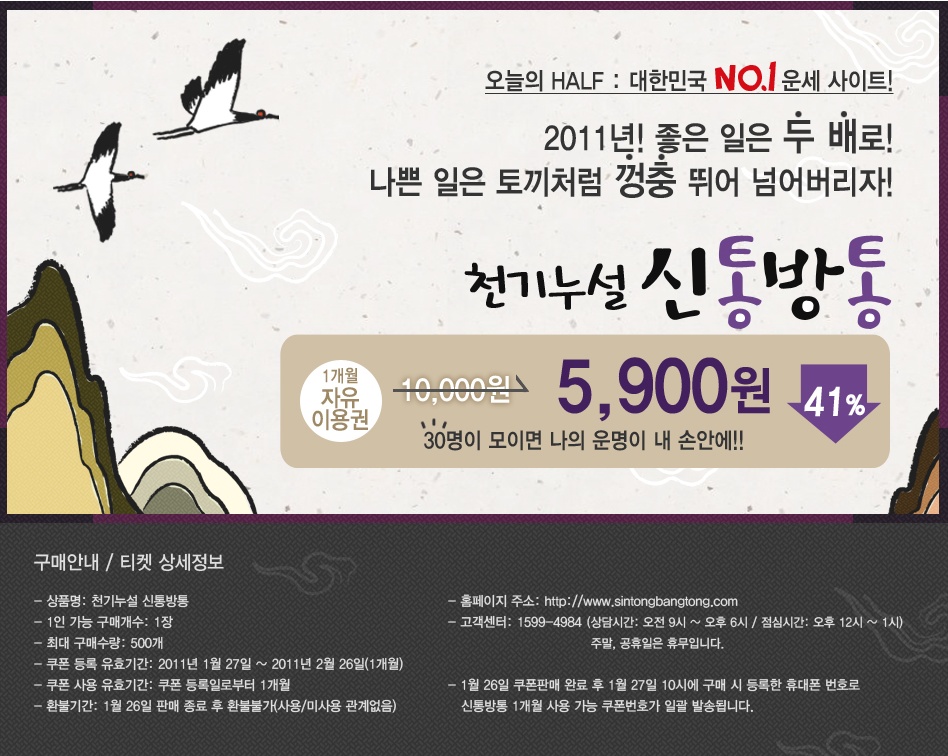 오늘의 HALF : 대한민국 NO.1 운세 사이트!
2011년! 좋은 일은 두 배로!
나쁜 일은 토끼처럼 껑충 뛰어 넘어버리자!
천기누설 신통방통
1개월
자유
이용권
10,000원
5,900원
41%
30명이 모이면 나의 운명이 내 손안에!!
구매안내 / 티켓 상세정보
- 상품명: 천기누설 신통방통
- 1인 가능 구매개수: 1장
- 최대 구매수량: 500개
- 쿠폰 등록 유효기간: 2011년 1월 27일 ~ 2011년 2월 26일(1개월)
- 쿠폰 사용 유효기간: 쿠폰 등록일로부터 1개월
- 환불기간: 1월 26일 판매 종료 후 환불불가(사용/미사용 관계없음)
- 홈페이지 주소: http://www.sintongbangtong.com
- 고객센터: 1599-4984 (상담시간: 오전 9시 ~ 오후 6시 / 점심시간: 오후 12시 ~ 1시)
주말, 공휴일은 휴무입니다.
- 1월 26일 쿠폰판매 완료 후 1월 27일 10시에 구매 시 등록한 휴대폰 번호로
신통방통 1개월 사용 가능 쿠폰번호가 일괄 발송됩니다.